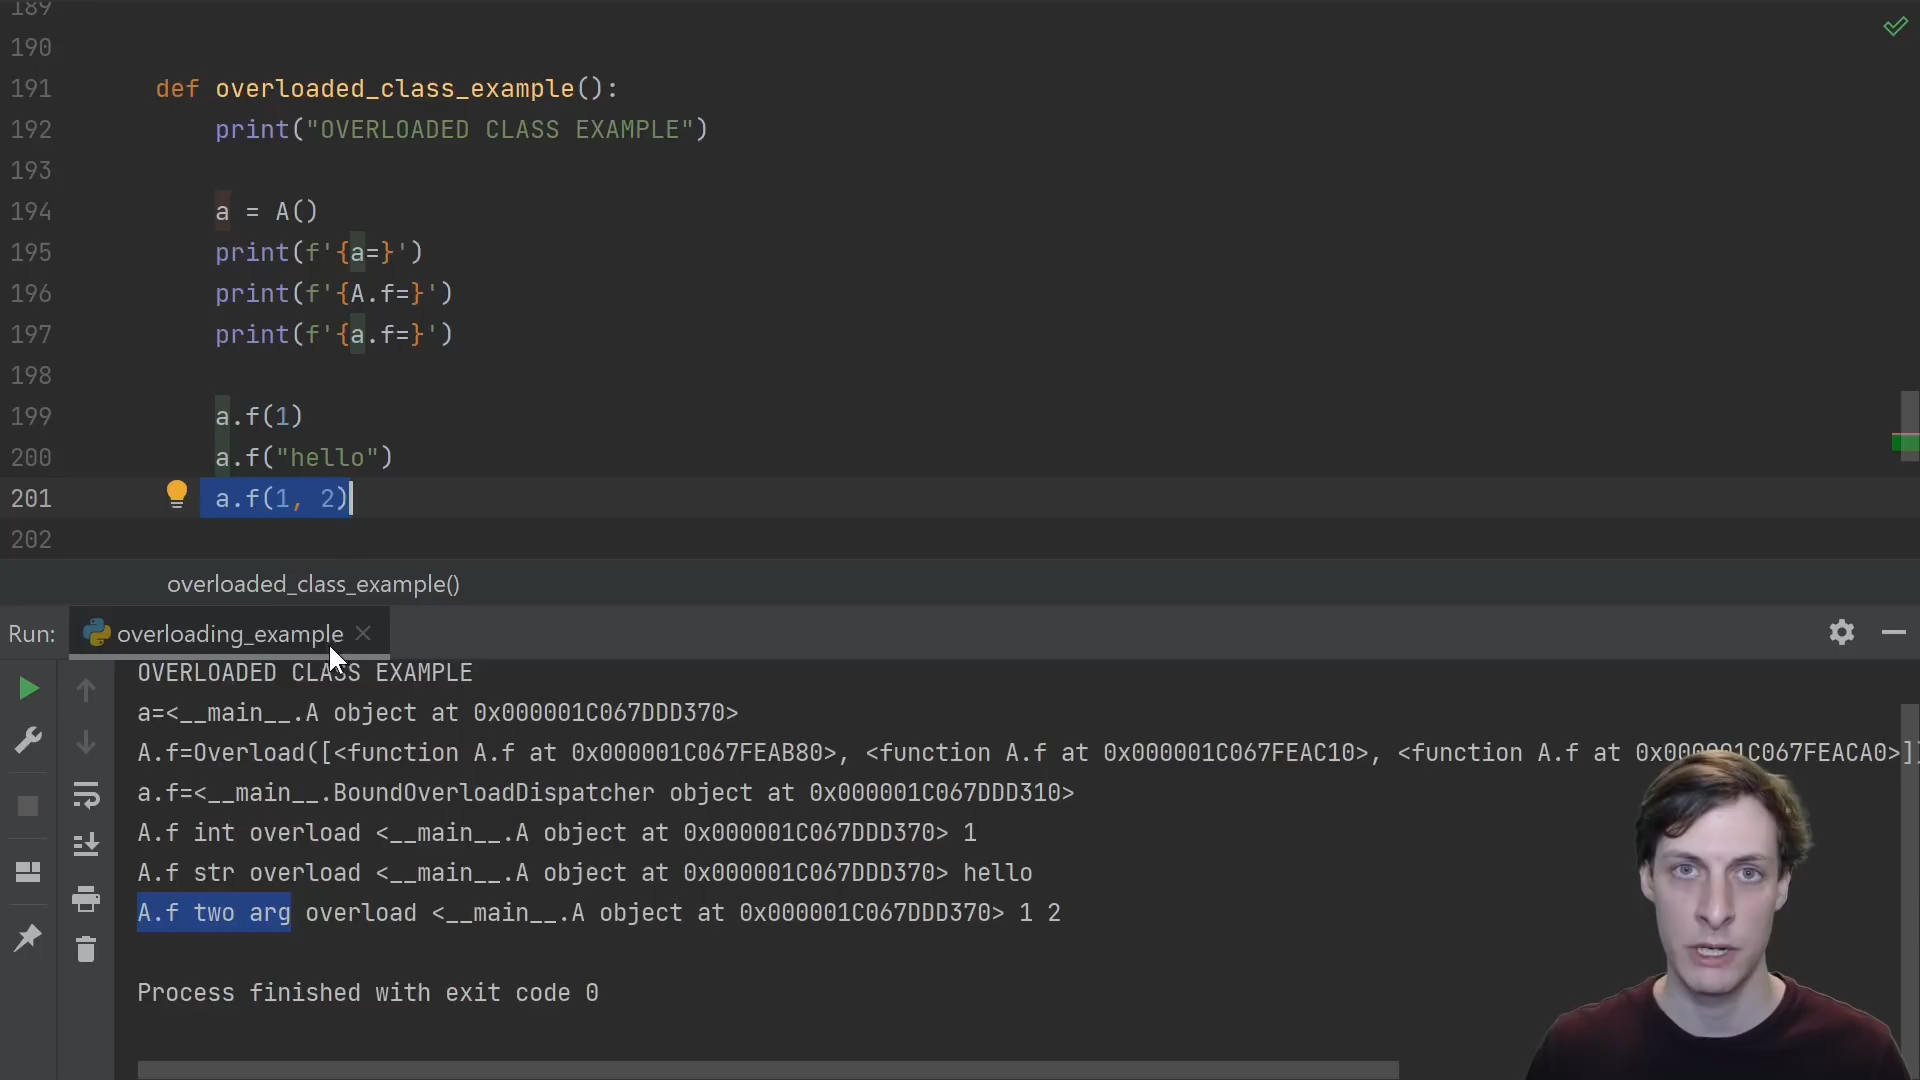 189
190
191 def overloaded_class_example():
192 print("OVERLOADED CLASS EXAMPLE")
193
194 a = A()
195 print(f'{a=}')
196 print(f'{A.f=}')
197 print(f'{a.f=}')
198
199 a.f(1)
200 a.f("hello")
201 a.f(1, 2)
202
overloaded_class_example()
Run: overloading_example
OVERLOADED CLASS EXAMPLE
a=<__main__.A object at 0x000001C067DDD370>
A.f=Overload([<function A.f at 0x000001C067FEAB80>, <function A.f at 0x000001C067FEAC10>, <function A.f at 0x000001C067FEACA0>])
a.f=<__main__.BoundOverloadDispatcher object at 0x000001C067DDD310>
A.f int overload <__main__.A object at 0x000001C067DDD370> 1
A.f str overload <__main__.A object at 0x000001C067DDD370> hello
A.f two arg overload <__main__.A object at 0x000001C067DDD370> 1 2
Process finished with exit code 0